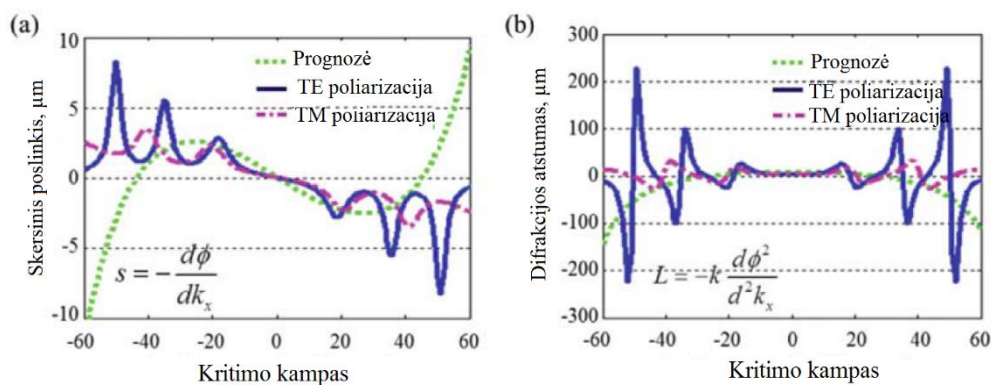 (a)
Skersinis polinkis, µm
10
5
0
-5
-10
Prognozė
TE poliarizacija
TM poliarizacija
s = - dϕ / dk_x
-60 -40 -20 0 20 40 60
Kritimo kampas
(b)
Difrakcijos atstumas, µm
300
200
100
0
-100
-200
-300
Prognozė
TE poliarizacija
TM poliarizacija
L = -k dϕ² / d²k_x
-60 -40 -20 0 20 40 60
Kritimo kampas